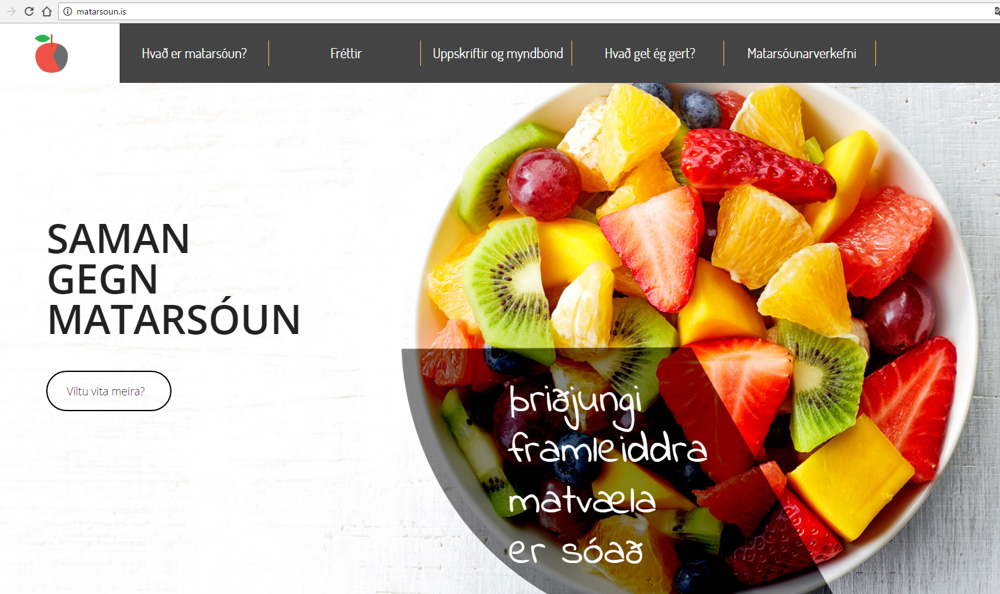 matarsoun.is
Hvað er matarsóun?
Fréttir
Uppskriftir og myndbönd
Hvað get ég gert?
Matarsóunarverkefni
SAMAN
GEGN
MATARSÓUN
Viltu vita meira?
þriðjungi
framleiddra
matvæla
er sóað